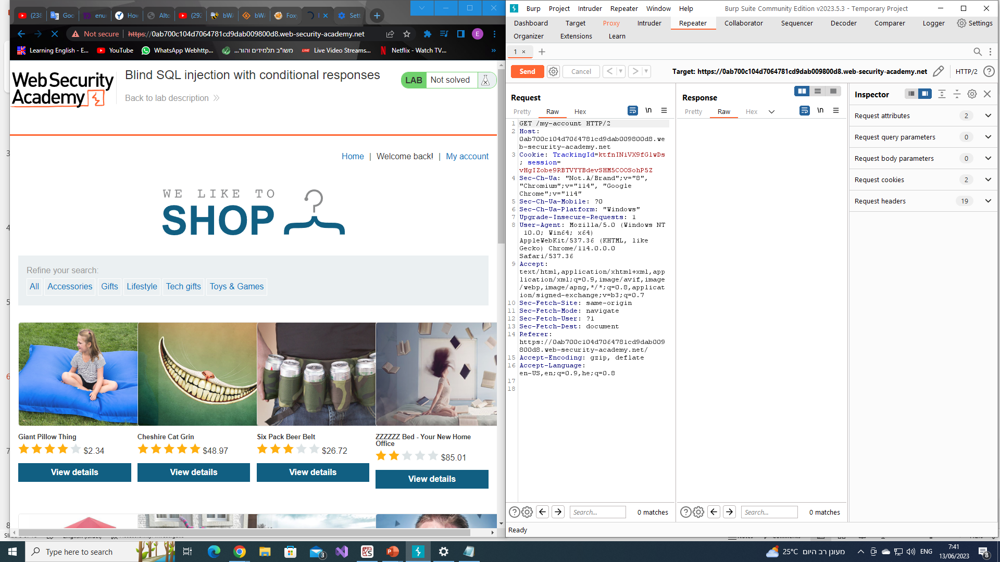 (238
Goo
enu
Hov
Alto
(292
bWA
bWA
Fox
Sett
Not secure
https://0ab700c104d7064781cd9dab009800d8.web-security-academy.net
E
Learning English - E...
YouTube
WhatsApp Webhttp...
משו"ב תלמידים והור...
Live Video Streams...
Netflix - Watch TV...
»
Web Security
Academy
Blind SQL injection with conditional responses
Back to lab description
LAB
Not solved
Home | Welcome back! | My account
WE LIKE TO
SHOP
Refine your search:
All
Accessories
Gifts
Lifestyle
Tech gifts
Toys & Games
Giant Pillow Thing
$2.34
View details
Cheshire Cat Grin
$48.97
View details
Six Pack Beer Belt
$26.72
View details
ZZZZZZ Bed - Your New Home
Office
$85.01
View details
3
4
5
6
7
8
Burp Project Intruder Repeater Window Help
Burp Suite Community Edition v2023.5.3 - Temporary Project
Dashboard Target Proxy Intruder Repeater Collaborator Sequencer Decoder Comparer Logger Settings
Organizer Extensions Learn
1 ×
Send
Cancel
Target: https://0ab700c104d7064781cd9dab009800d8.web-security-academy.net
HTTP/2
Request
Pretty Raw Hex \n
1 GET /my-account HTTP/2
2 Host:
0ab700c104d7064781cd9dab009800d8.we
b-security-academy.net
3 Cookie: TrackingId=ktfnINiVX9fGlwDs
; session=
vHgIZobe9RBTVYYBdevSHM5COOSohP5Z
4 Sec-Ch-Ua: "Not.A/Brand";v="8",
"Chromium";v="114", "Google
Chrome";v="114"
5 Sec-Ch-Ua-Mobile: ?0
6 Sec-Ch-Ua-Platform: "Windows"
7 Upgrade-Insecure-Requests: 1
8 User-Agent: Mozilla/5.0 (Windows NT
10.0; Win64; x64)
AppleWebKit/537.36 (KHTML, like
Gecko) Chrome/114.0.0.0
Safari/537.36
9 Accept:
text/html,application/xhtml+xml,app
lication/xml;q=0.9,image/avif,image
/webp,image/apng,*/*;q=0.8,applicat
ion/signed-exchange;v=b3;q=0.7
10 Sec-Fetch-Site: same-origin
11 Sec-Fetch-Mode: navigate
12 Sec-Fetch-User: ?1
13 Sec-Fetch-Dest: document
14 Referer:
https://0ab700c104d7064781cd9dab009
800d8.web-security-academy.net/
15 Accept-Encoding: gzip, deflate
16 Accept-Language:
en-US,en;q=0.9,he;q=0.8
17
18
Search...
0 matches
Response
Pretty Raw Hex \n
Search...
0 matches
Inspector
Request attributes 2
Request query parameters 0
Request body parameters 0
Request cookies 2
Request headers 19
Ready
Type here to search
3
25°C מעונן רב היום
ENG
7:41
13/06/2023
8